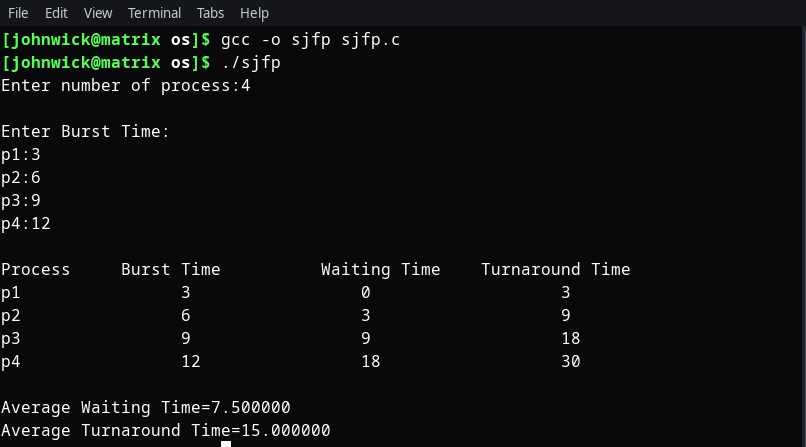 File Edit View Terminal Tabs Help
[johnwick@matrix os]$ gcc -o sjfp sjfp.c
[johnwick@matrix os]$ ./sjfp
Enter number of process:4
Enter Burst Time:
p1:3
p2:6
p3:9
p4:12
Process Burst Time Waiting Time Turnaround Time
p1 3 0 3
p2 6 3 9
p3 9 9 18
p4 12 18 30
Average Waiting Time=7.500000
Average Turnaround Time=15.000000